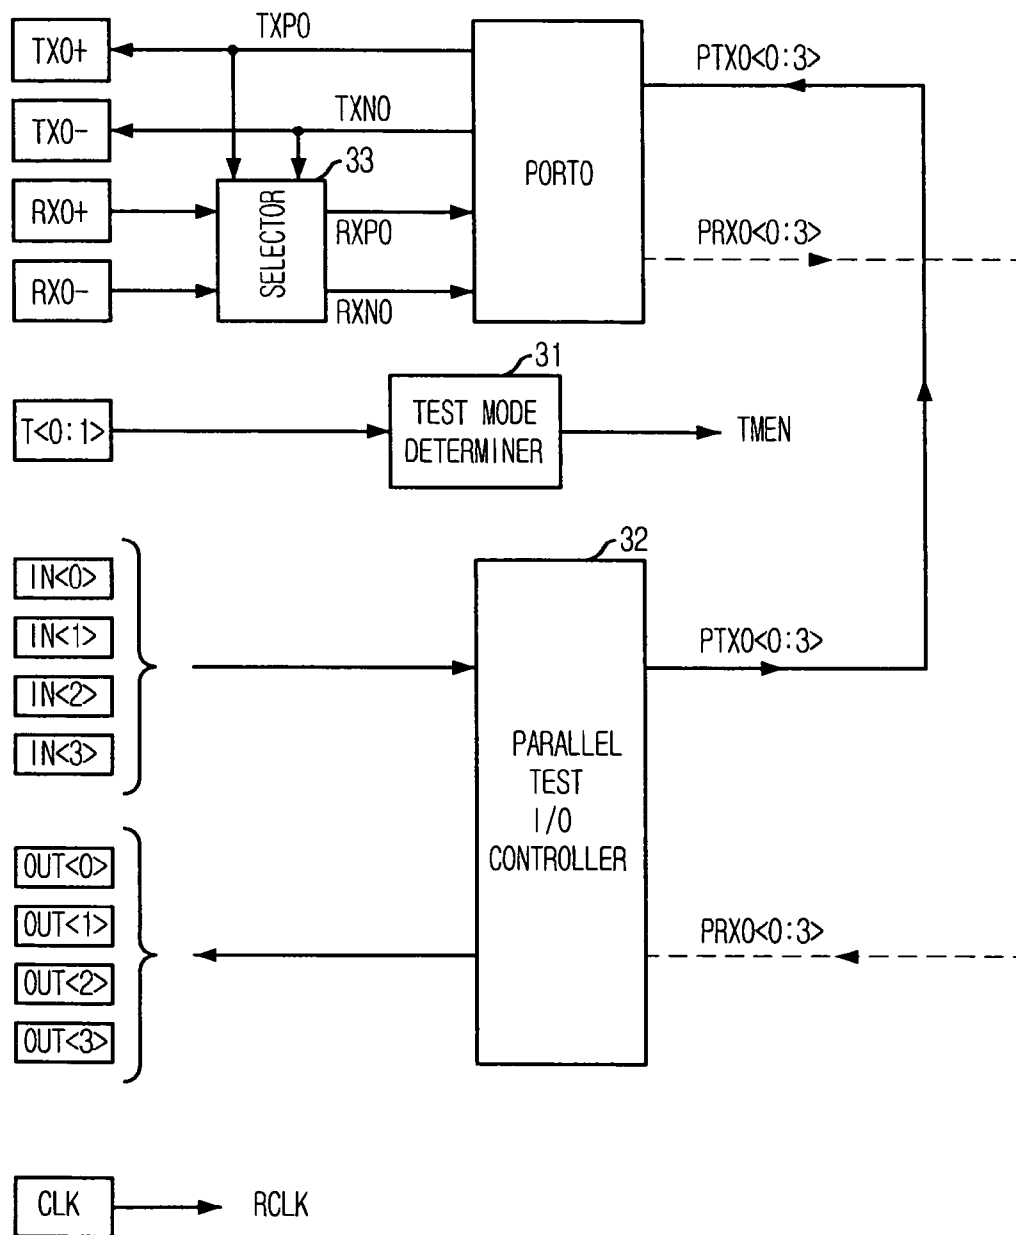 TX0+
TX0-
RX0+
RX0-
TXP0
TXN0
33
SELECTOR
RXP0
RXN0
PORT0
PTX0<0:3>
PRX0<0:3>
T<0:1>
31
TEST MODE
DETERMINER
TMEN
IN<0>
IN<1>
IN<2>
IN<3>
32
PARALLEL
TEST
I/O
CONTROLLER
PTX0<0:3>
PRX0<0:3>
OUT<0>
OUT<1>
OUT<2>
OUT<3>
CLK
RCLK